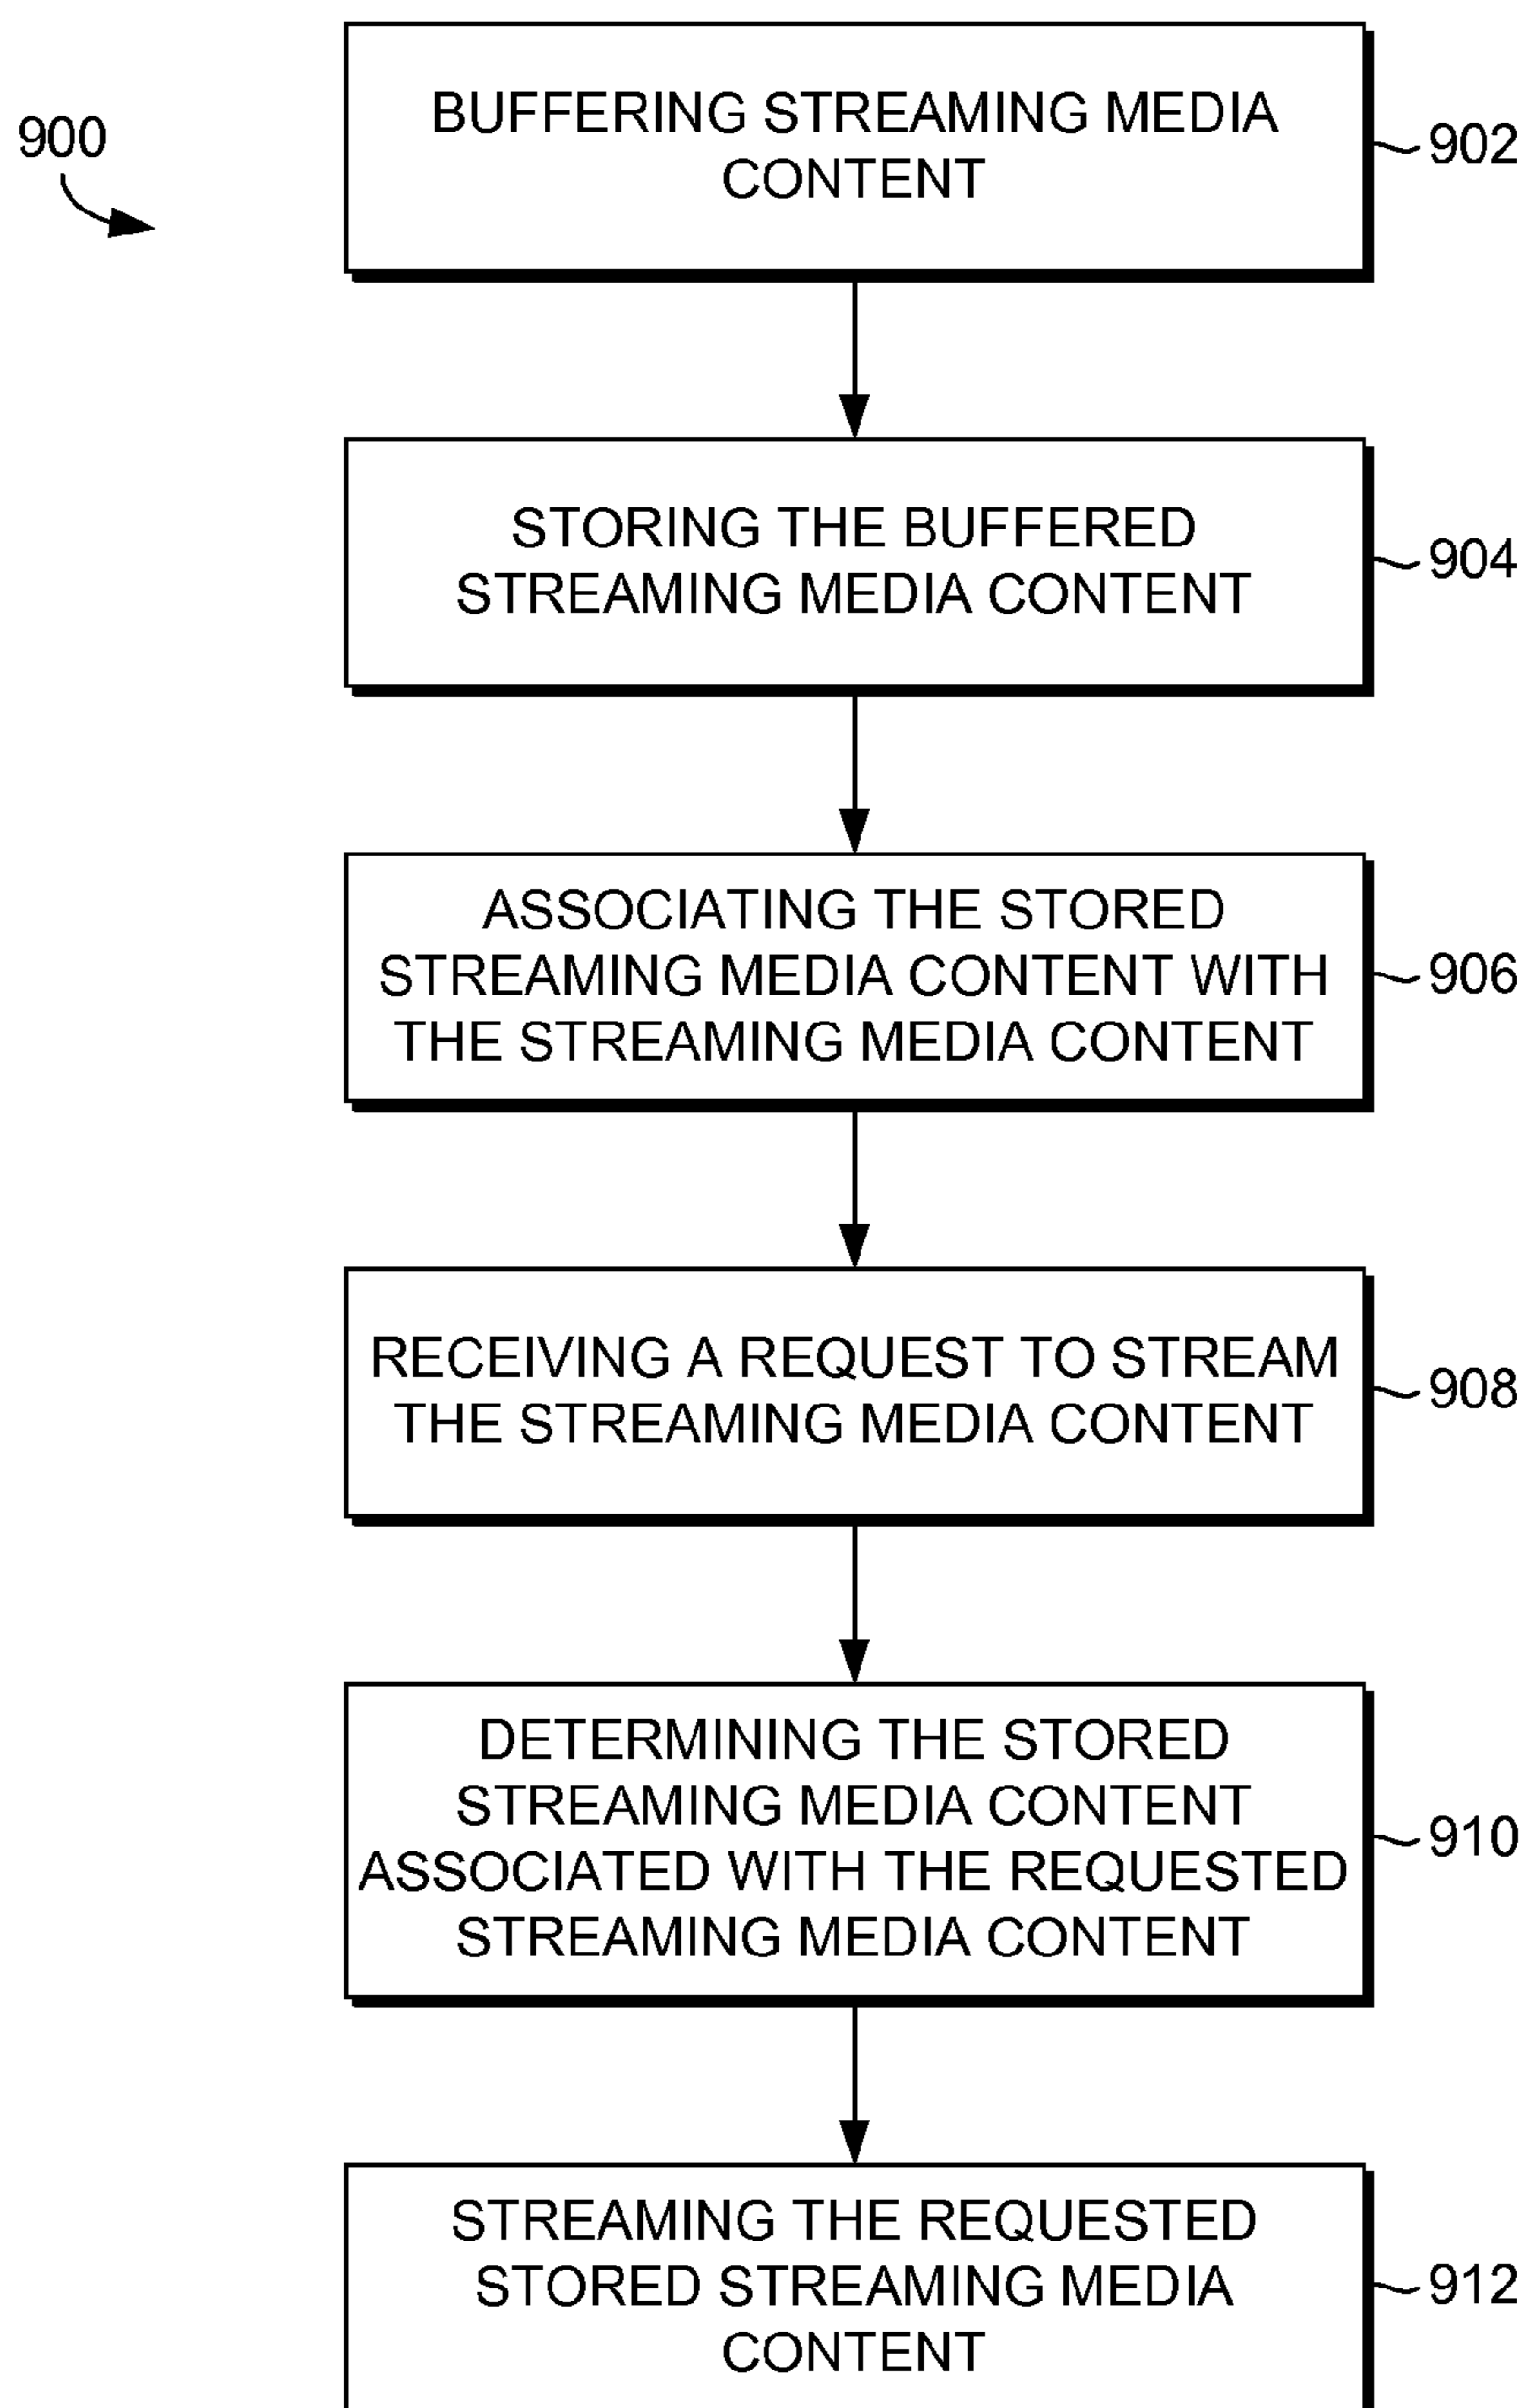 900
BUFFERING STREAMING MEDIA
CONTENT
902
STORING THE BUFFERED
STREAMING MEDIA CONTENT
904
ASSOCIATING THE STORED
STREAMING MEDIA CONTENT WITH
THE STREAMING MEDIA CONTENT
906
RECEIVING A REQUEST TO STREAM
THE STREAMING MEDIA CONTENT
908
DETERMINING THE STORED
STREAMING MEDIA CONTENT
ASSOCIATED WITH THE REQUESTED
STREAMING MEDIA CONTENT
910
STREAMING THE REQUESTED
STORED STREAMING MEDIA
CONTENT
912